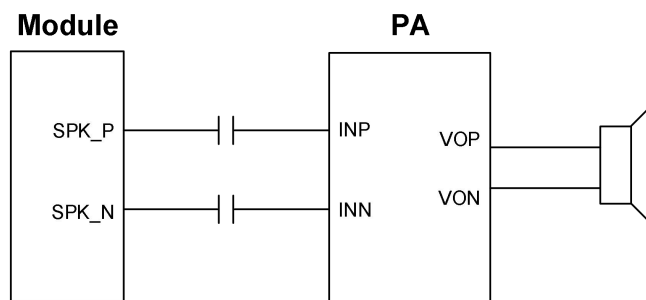 Module
PA
SPK_P
INP
VOP
SPK_N
INN
VON